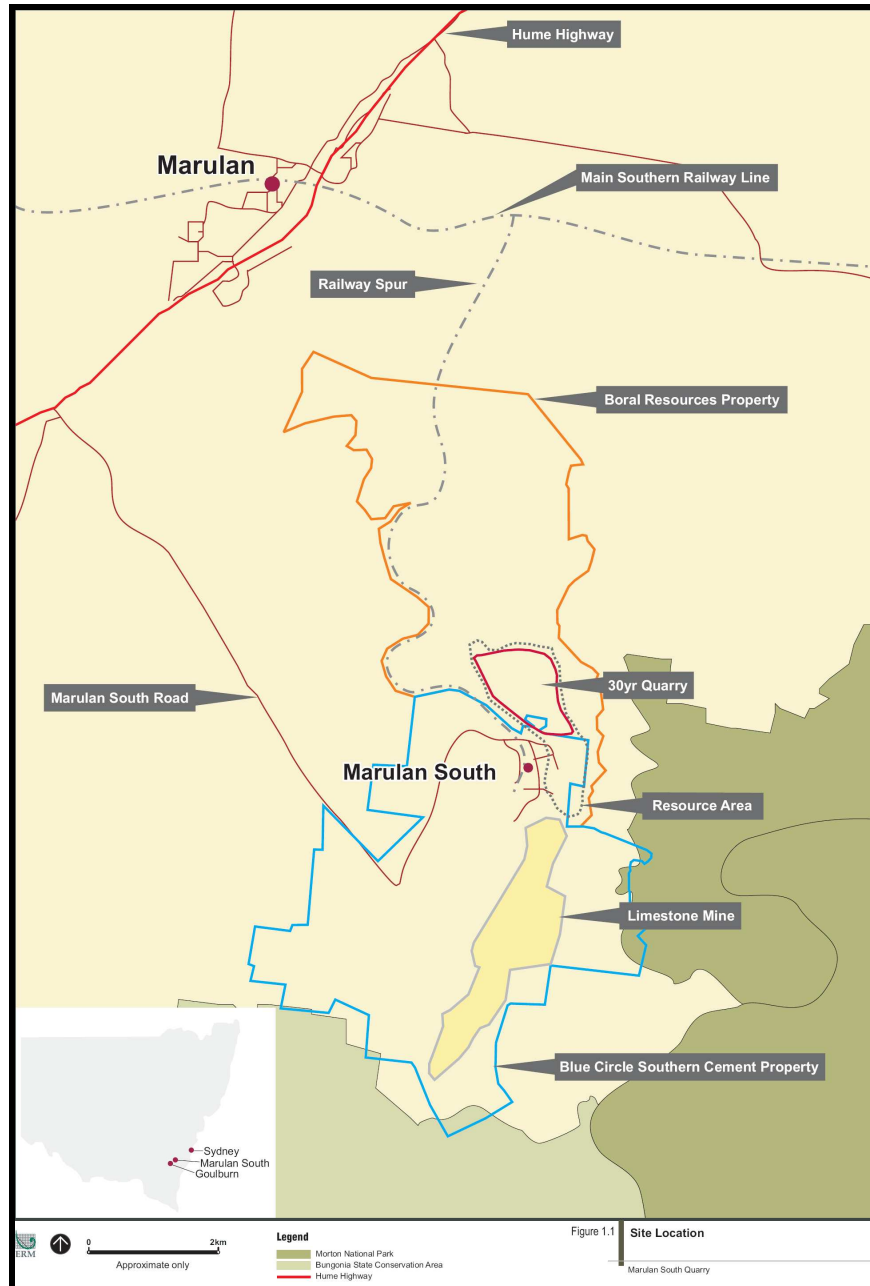 Hume Highway
Marulan
Main Southern Railway Line
Railway Spur
Boral Resources Property
30yr Quarry
Marulan South Road
Marulan South
Resource Area
Limestone Mine
Blue Circle Southern Cement Property
Sydney
Marulan South
Goulburn
ERM
0 2km
Approximate only
Legend
Morton National Park
Bungonia State Conservation Area
Hume Highway
Figure 1.1
Site Location
Marulan South Quarry